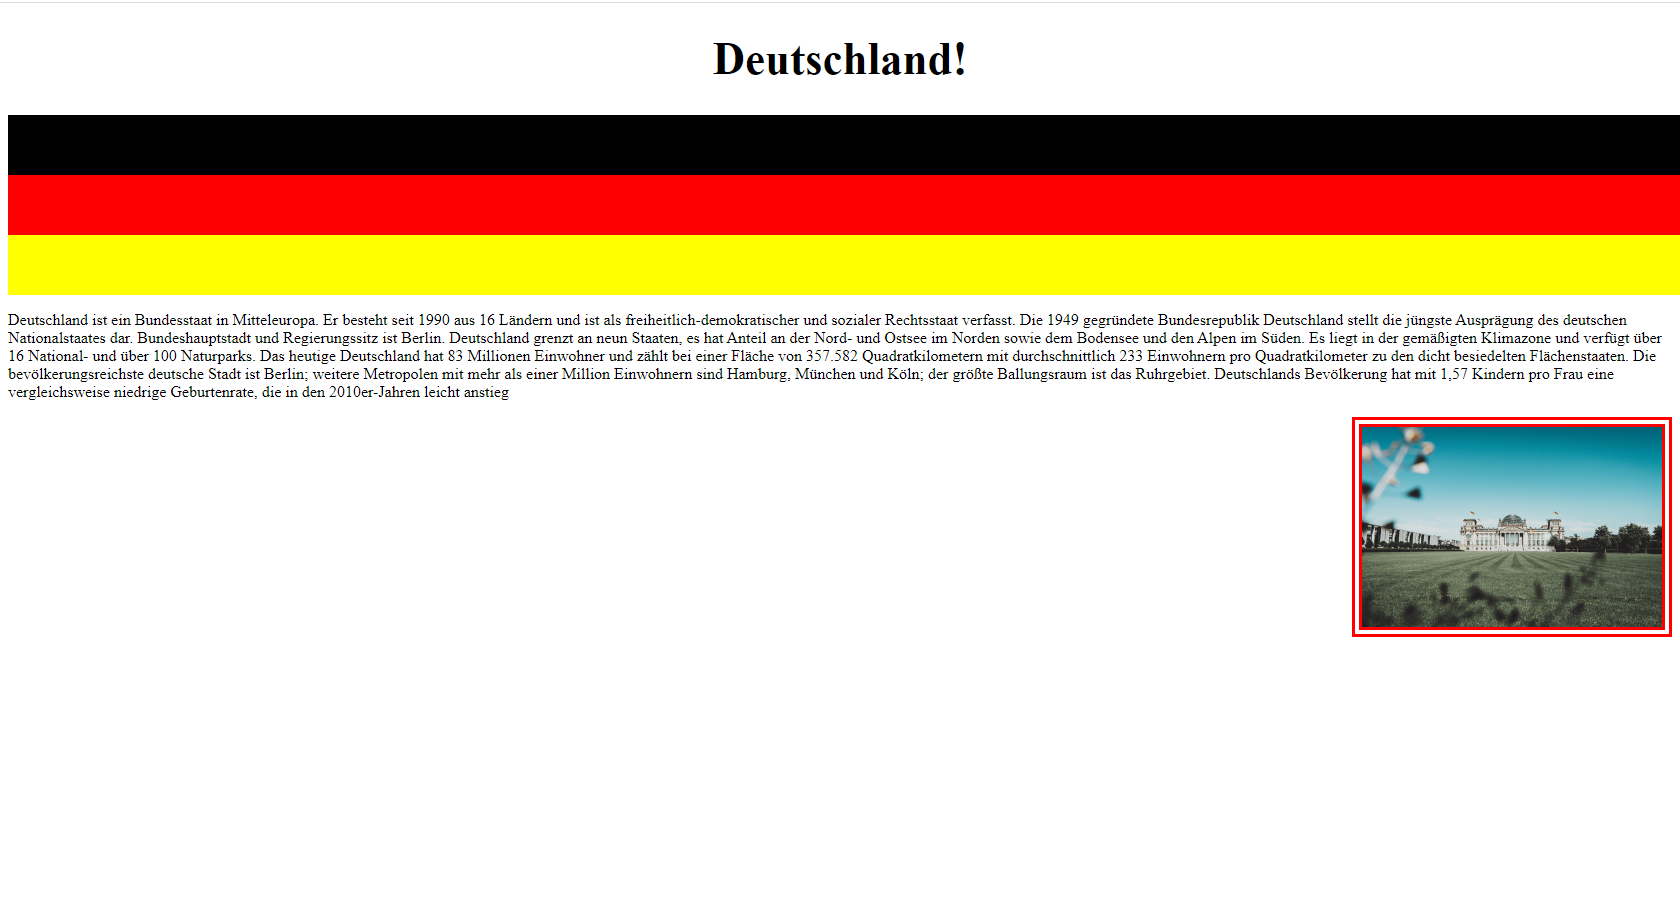 Deutschland!
Deutschland ist ein Bundesstaat in Mitteleuropa. Er besteht seit 1990 aus 16 Ländern und ist als freiheitlich-demokratischer und sozialer Rechtsstaat verfasst. Die 1949 gegründete Bundesrepublik Deutschland stellt die jüngste Ausprägung des deutschen
Nationalstaates dar. Bundeshauptstadt und Regierungssitz ist Berlin. Deutschland grenzt an neun Staaten, es hat Anteil an der Nord- und Ostsee im Norden sowie dem Bodensee und den Alpen im Süden. Es liegt in der gemäßigten Klimazone und verfügt über
16 National- und über 100 Naturparks. Das heutige Deutschland hat 83 Millionen Einwohner und zählt bei einer Fläche von 357.582 Quadratkilometern mit durchschnittlich 233 Einwohnern pro Quadratkilometer zu den dicht besiedelten Flächenstaaten. Die
bevölkerungsreichste deutsche Stadt ist Berlin; weitere Metropolen mit mehr als einer Million Einwohnern sind Hamburg, München und Köln; der größte Ballungsraum ist das Ruhrgebiet. Deutschlands Bevölkerung hat mit 1,57 Kindern pro Frau eine
vergleichsweise niedrige Geburtenrate, die in den 2010er-Jahren leicht anstieg